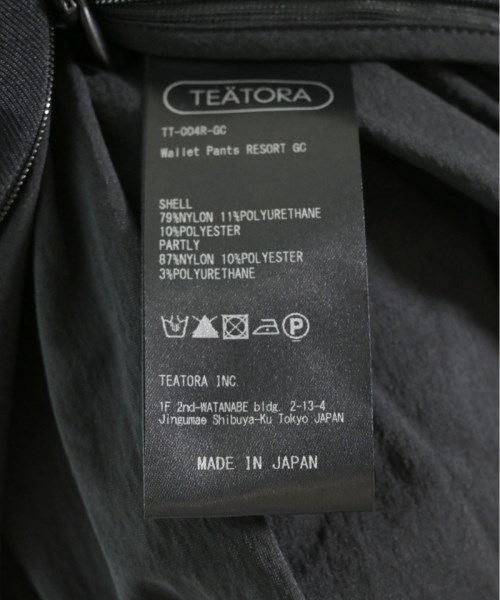 TEÄTORA
TT-004R-GC
Wallet Pants RESORT GC
SHELL
79%NYLON 11%POLYURETHANE
10%POLYESTER
PARTLY
87%NYLON 10%POLYESTER
3%POLYURETHANE
P
TEATORA INC.
1F 2nd-WATANABE bldg. 2-13-4
Jingumae Shibuya-Ku Tokyo JAPAN
MADE IN JAPAN